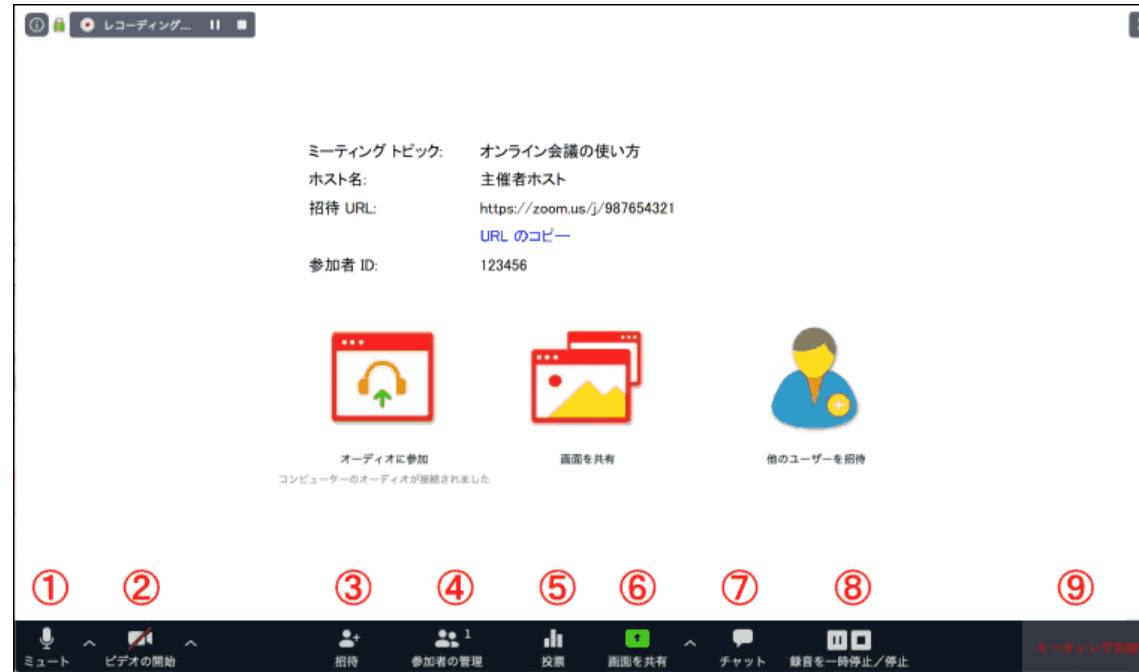 レコーディング...
ミーティング トピック: オンライン会議の使い方
ホスト名: 主催者ホスト
招待 URL: https://zoom.us/j/987654321
URL のコピー
参加者 ID: 123456
オーディオに参加 画面を共有 他のユーザーを招待
コンピューターのオーディオが接続されました
① ② ③ ④ ⑤ ⑥ ⑦ ⑧ ⑨
1
ミュート ビデオの開始 招待 参加者の管理 投票 画面を共有 チャット 録音を一時停止/停止